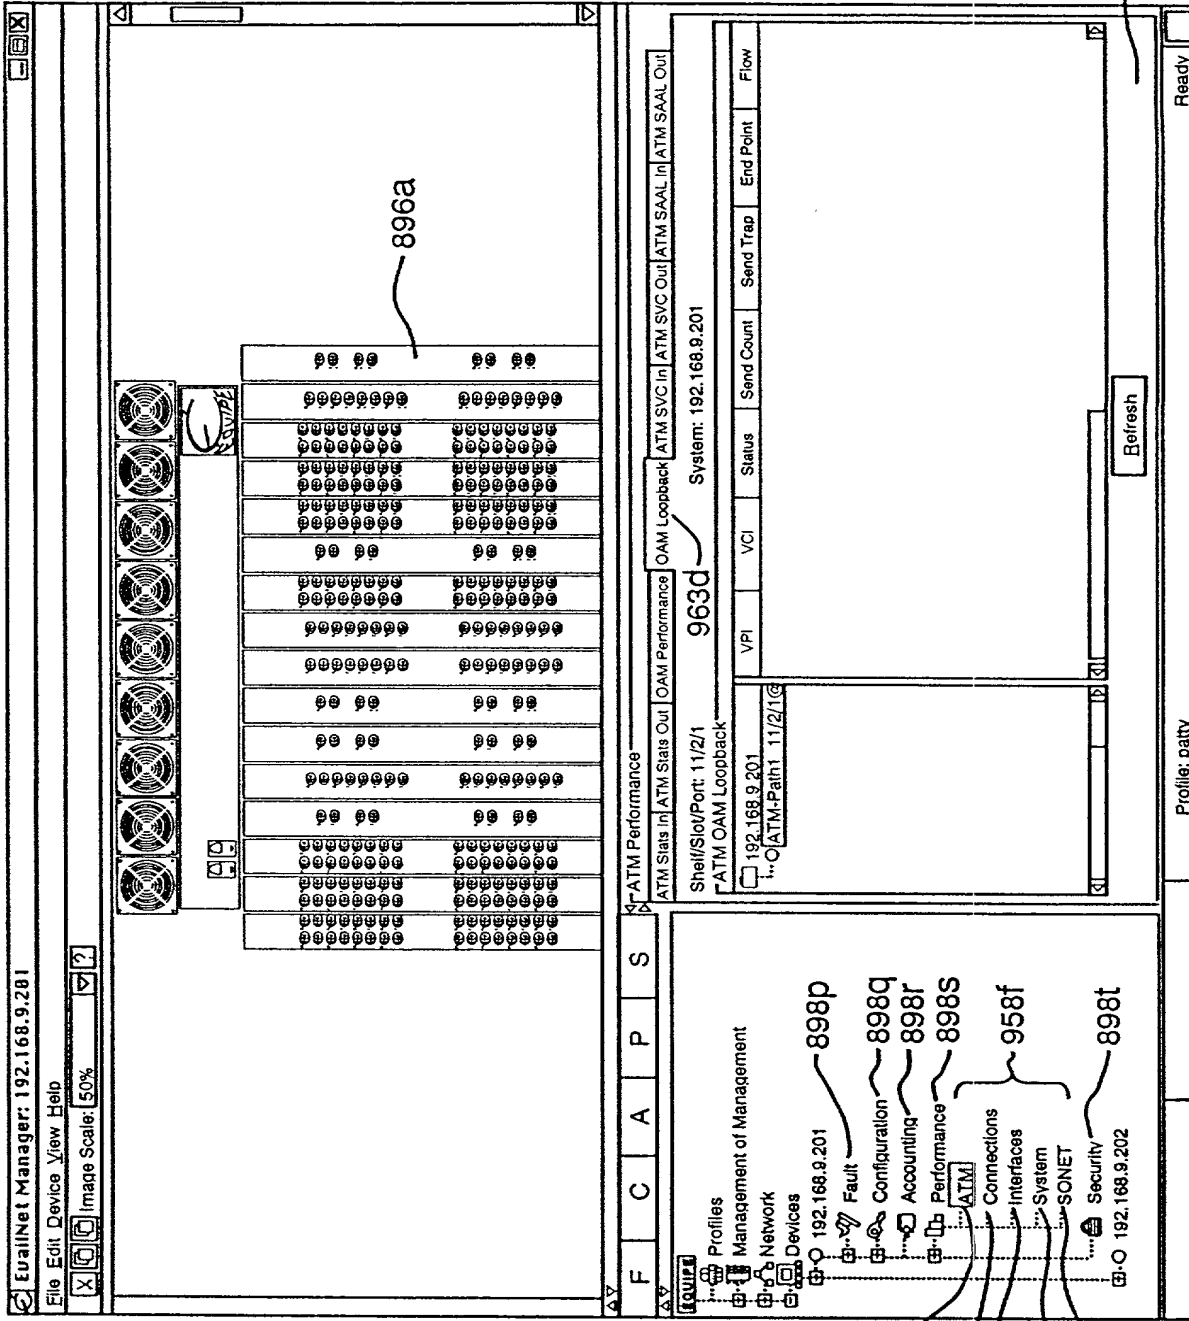 EuallNet Manager: 192.168.9.201
File Edit Device View Help
X Image Scale: 50% ?
EQUIPE
896a
F C A P S
EQUIPE
Profiles
Management of Management
Network
Devices
192.168.9.201
Fault
898p
Configuration
898q
Accounting
898r
Performance
898s
ATM
Connections
Interfaces
System
SONET
958f
Security
898t
192.168.9.202
ATM Performance
ATM Stats In ATM Stats Out OAM Performance OAM Loopback ATM SVC In ATM SVC Out ATM SAAL In ATM SAAL Out
Shelf/Slot/Port: 11/2/1 963d System: 192.168.9.201
ATM OAM Loopback
192.168.9.201
ATM-Path1 11/2/1@
VPI VCI Status Send Count Send Trap End Point Flow
Refresh
Profile: patty
Ready